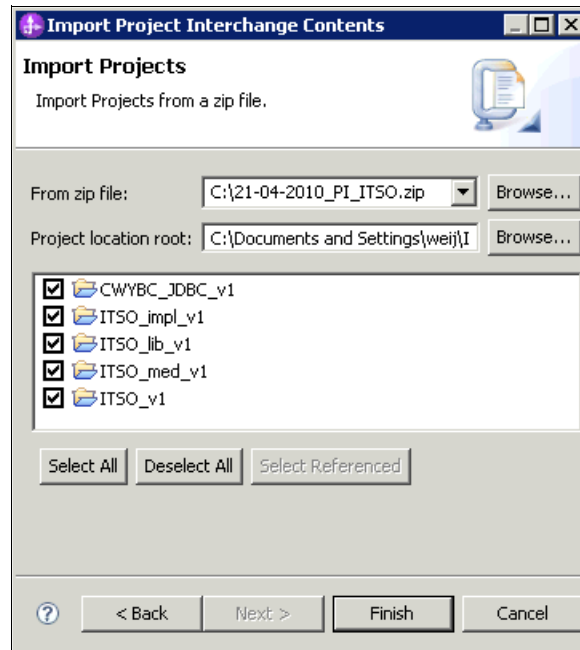 Import Project Interchange Contents
Import Projects
Import Projects from a zip file.
From zip file: C:\21-04-2010_PI_ITSO.zip Browse...
Project location root: C:\Documents and Settings\weij\I Browse...
CWYBC_JDBC_v1
ITSO_impl_v1
ITSO_lib_v1
ITSO_med_v1
ITSO_v1
Select All Deselect All Select Referenced
? < Back Next > Finish Cancel